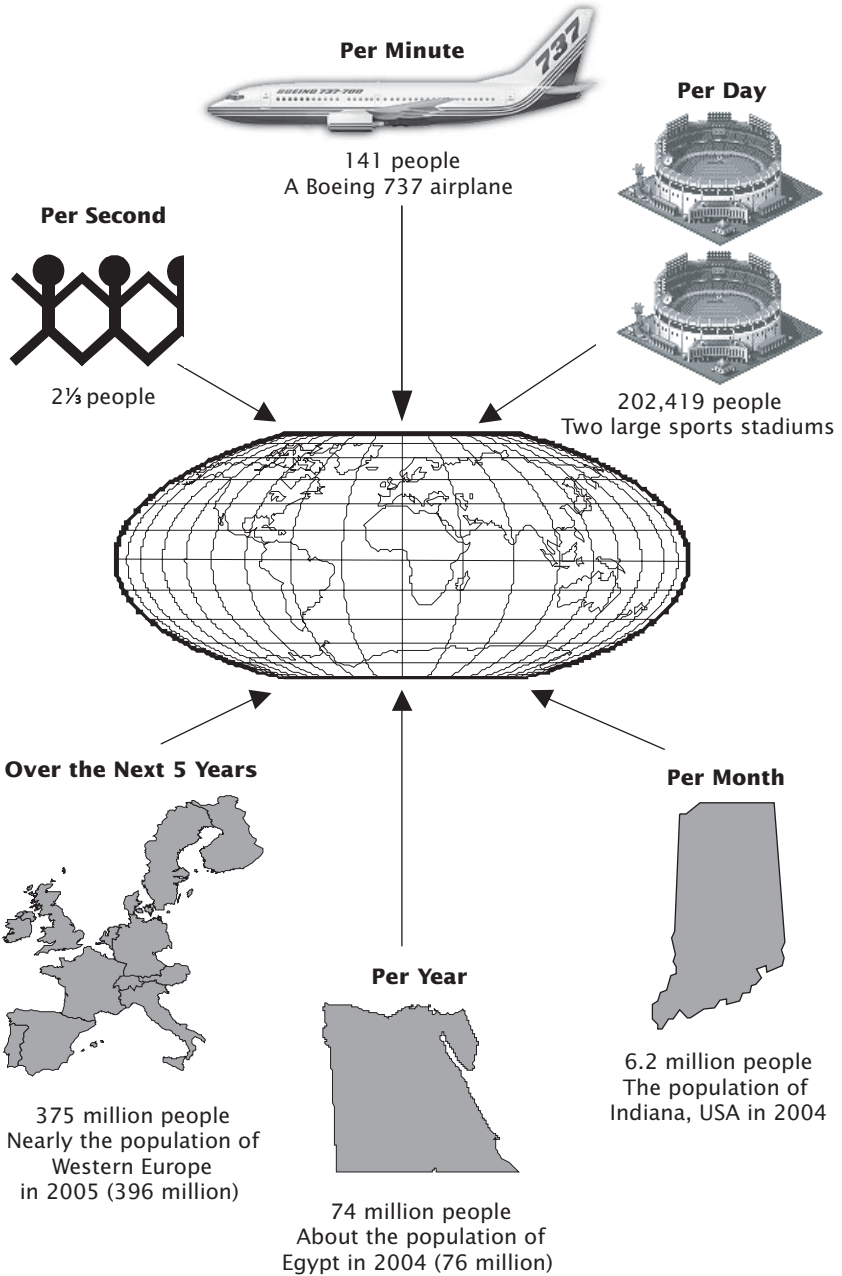 Per Minute
737
BOEING 737-700
141 people
A Boeing 737 airplane
Per Day
202,419 people
Two large sports stadiums
Per Second
2⅓ people
Over the Next 5 Years
375 million people
Nearly the population of
Western Europe
in 2005 (396 million)
Per Year
74 million people
About the population of
Egypt in 2004 (76 million)
Per Month
6.2 million people
The population of
Indiana, USA in 2004